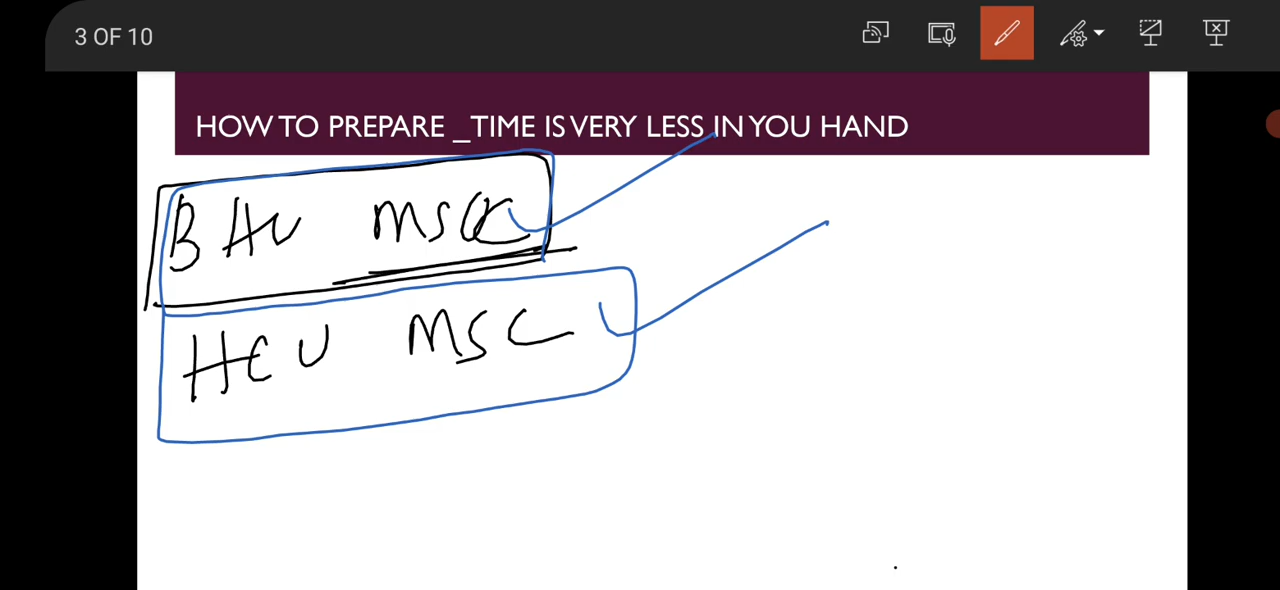 3 OF 10
HOW TO PREPARE _TIME IS VERY LESS IN YOU HAND
BHU MSC
HCU MSC